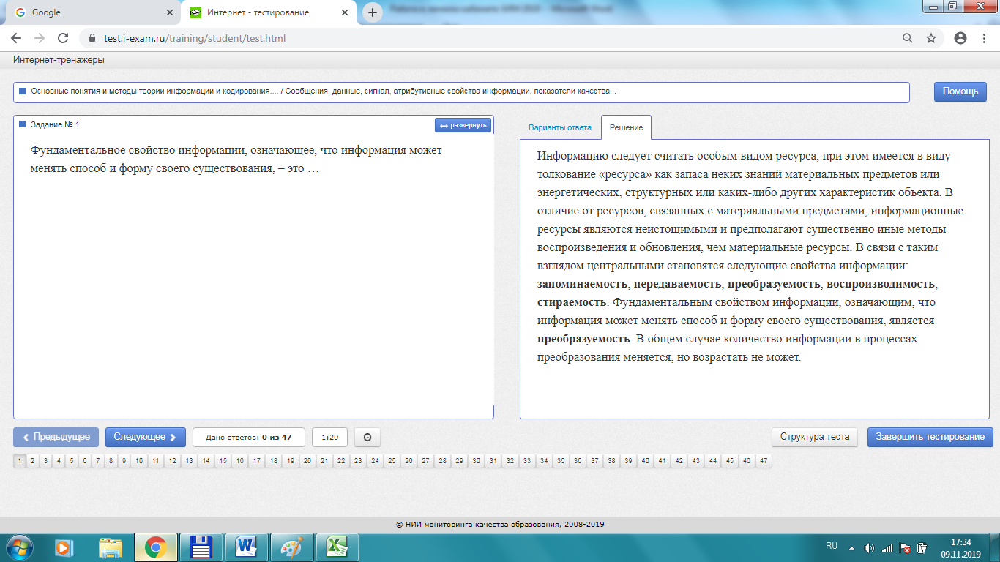 Google
Интернет - тестирование
test.i-exam.ru/training/student/test.html
Интернет-тренажеры
Основные понятия и методы теории информации и кодирования.... / Сообщения, данные, сигнал, атрибутивные свойства информации, показатели качества...
Помощь
Задание № 1
развернуть
Фундаментальное свойство информации, означающее, что информация может
менять способ и форму своего существования, – это …
Варианты ответа
Решение
Информацию следует считать особым видом ресурса, при этом имеется в виду
толкование «ресурса» как запаса неких знаний материальных предметов или
энергетических, структурных или каких-либо других характеристик объекта. В
отличие от ресурсов, связанных с материальными предметами, информационные
ресурсы являются неистощимыми и предполагают существенно иные методы
воспроизведения и обновления, чем материальные ресурсы. В связи с таким
взглядом центральными становятся следующие свойства информации:
запоминаемость, передаваемость, преобразуемость, воспроизводимость,
стираемость. Фундаментальным свойством информации, означающим, что
информация может менять способ и форму своего существования, является
преобразуемость. В общем случае количество информации в процессах
преобразования меняется, но возрастать не может.
Предыдущее
Следующее
Дано ответов: 0 из 47
1:20
Структура теста
Завершить тестирование
1 2 3 4 5 6 7 8 9 10 11 12 13 14 15 16 17 18 19 20 21 22 23 24 25 26 27 28 29 30 31 32 33 34 35 36 37 38 39 40 41 42 43 44 45 46 47
© НИИ мониторинга качества образования, 2008-2019
RU
17:34
09.11.2019